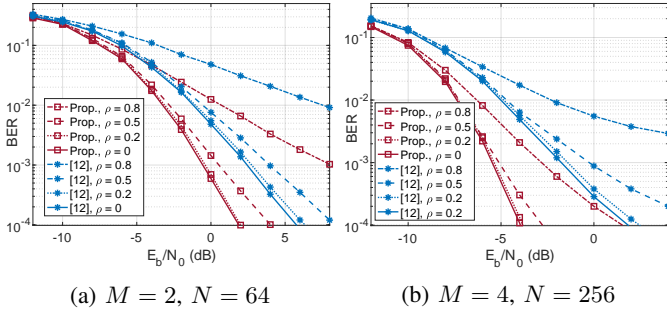 BER
10^-1
10^-2
10^-3
10^-4
Prop., ρ = 0.8
Prop., ρ = 0.5
Prop., ρ = 0.2
Prop., ρ = 0
[12], ρ = 0.8
[12], ρ = 0.5
[12], ρ = 0.2
[12], ρ = 0
-10 -5 0 5
E_b/N_0 (dB)
(a) M = 2, N = 64
BER
10^-1
10^-2
10^-3
10^-4
Prop., ρ = 0.8
Prop., ρ = 0.5
Prop., ρ = 0.2
Prop., ρ = 0
[12], ρ = 0.8
[12], ρ = 0.5
[12], ρ = 0.2
[12], ρ = 0.2
-10 -5 0
E_b/N_0 (dB)
(b) M = 4, N = 256